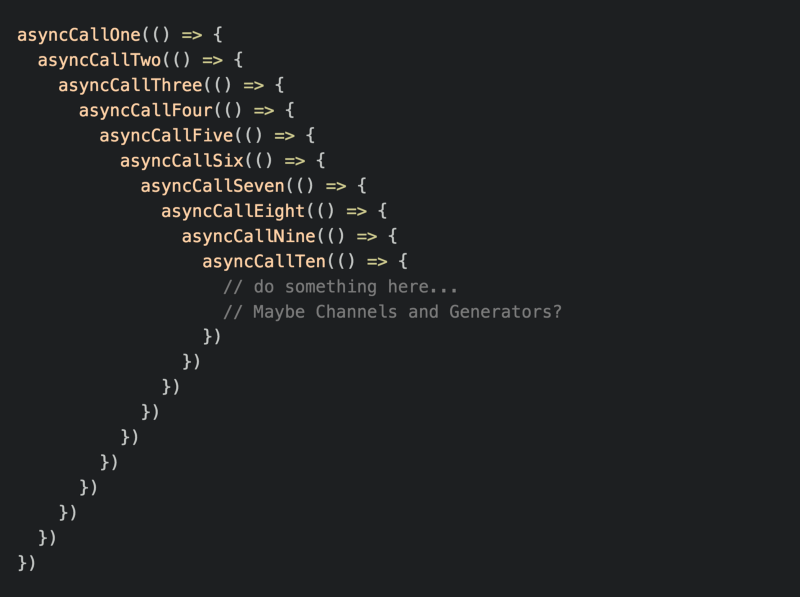 asyncCallOne(() => {
  asyncCallTwo(() => {
    asyncCallThree(() => {
      asyncCallFour(() => {
        asyncCallFive(() => {
          asyncCallSix(() => {
            asyncCallSeven(() => {
              asyncCallEight(() => {
                asyncCallNine(() => {
                  asyncCallTen(() => {
                    // do something here...
                    // Maybe Channels and Generators?
                  })
                })
              })
            })
          })
        })
      })
    })
  })
})